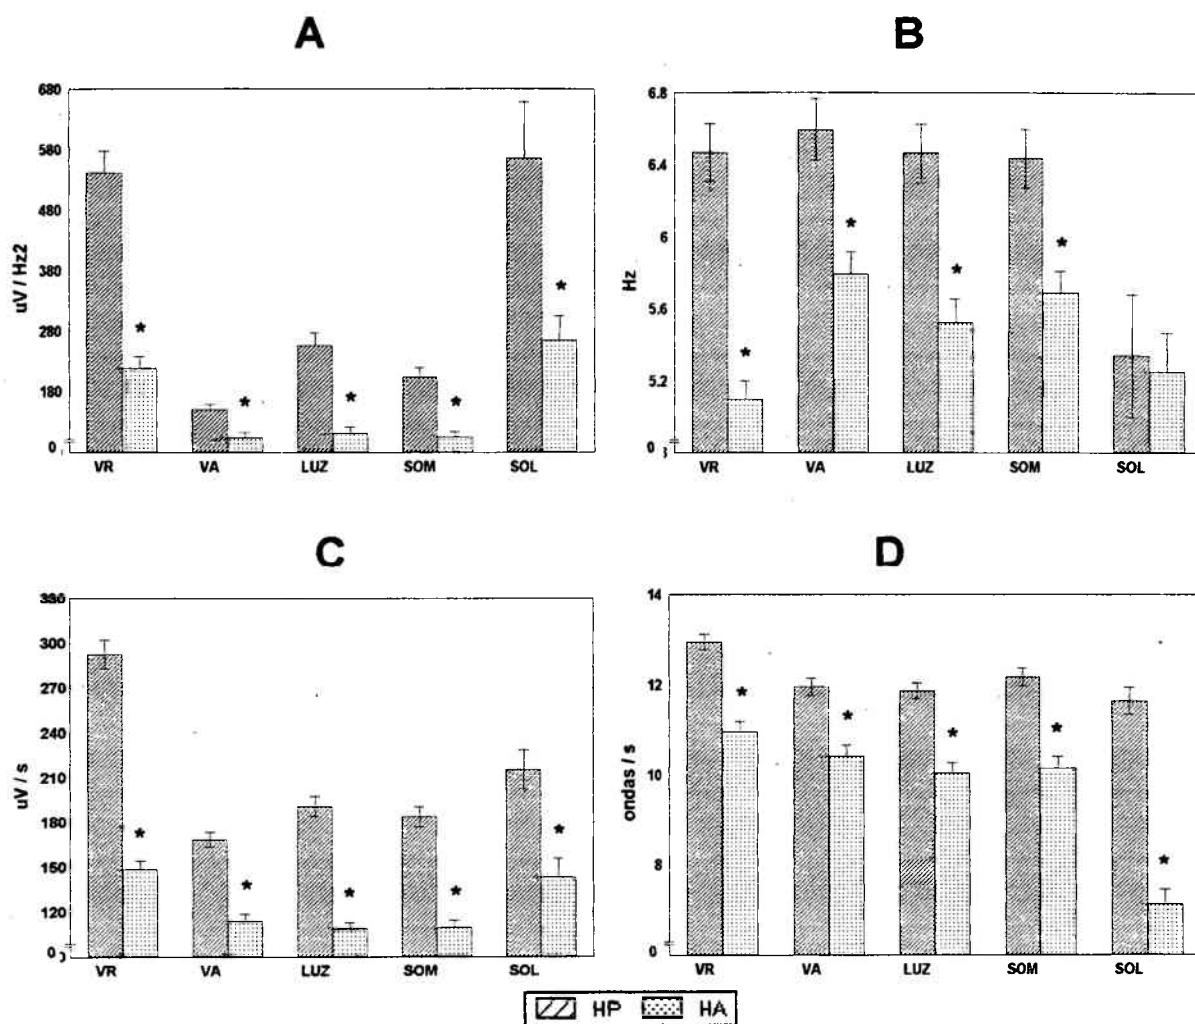 A
B
680
580
480
380
280
180
0
uV / Hz2
VR
VA
LUZ
SOM
SOL
*
*
*
*
*
6.8
6.4
6
5.6
5.2
0
Hz
VR
VA
LUZ
SOM
SOL
*
*
*
*
C
D
330
300
270
240
210
180
150
120
0
uV / s
VR
VA
LUZ
SOM
SOL
*
*
*
*
*
14
12
10
8
0
ondas / s
VR
VA
LUZ
SOM
SOL
*
*
*
*
*
HP HA